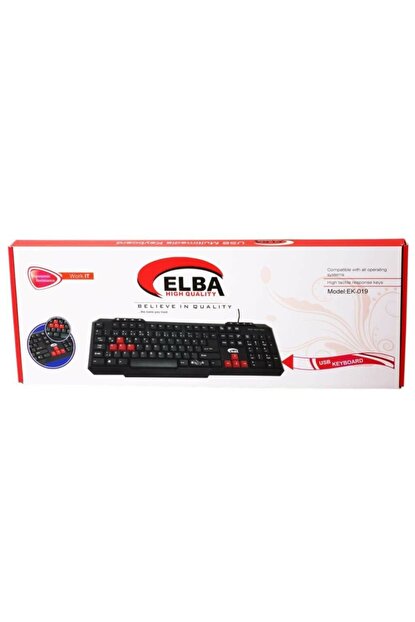 USB Multimedia Keyboard
Work IT
ELBA
HIGH QUALITY
BELIEVE IN QUALITY
Compatible with all operating
systems
High tactile response keys
Model EK-019
USB KEYBOARD